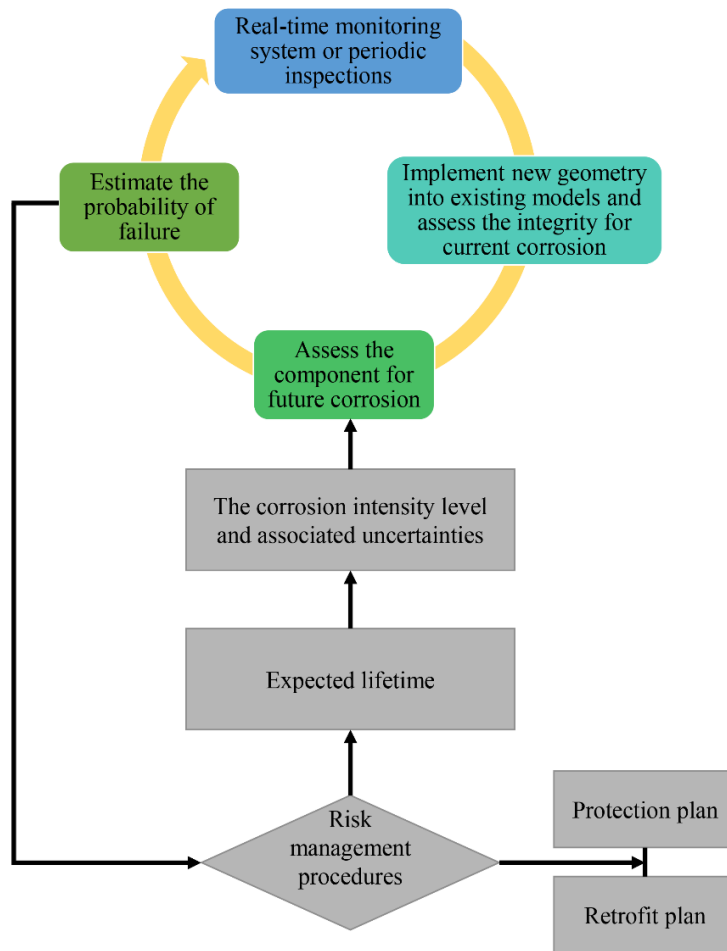 Real-time monitoring
system or periodic
inspections
Estimate the
probability of
failure
Implement new geometry
into existing models and
assess the integrity for
current corrosion
Assess the
component for
future corrosion
The corrosion intensity level
and associated uncertainties
Expected lifetime
Risk
management
procedures
Protection plan
Retrofit plan